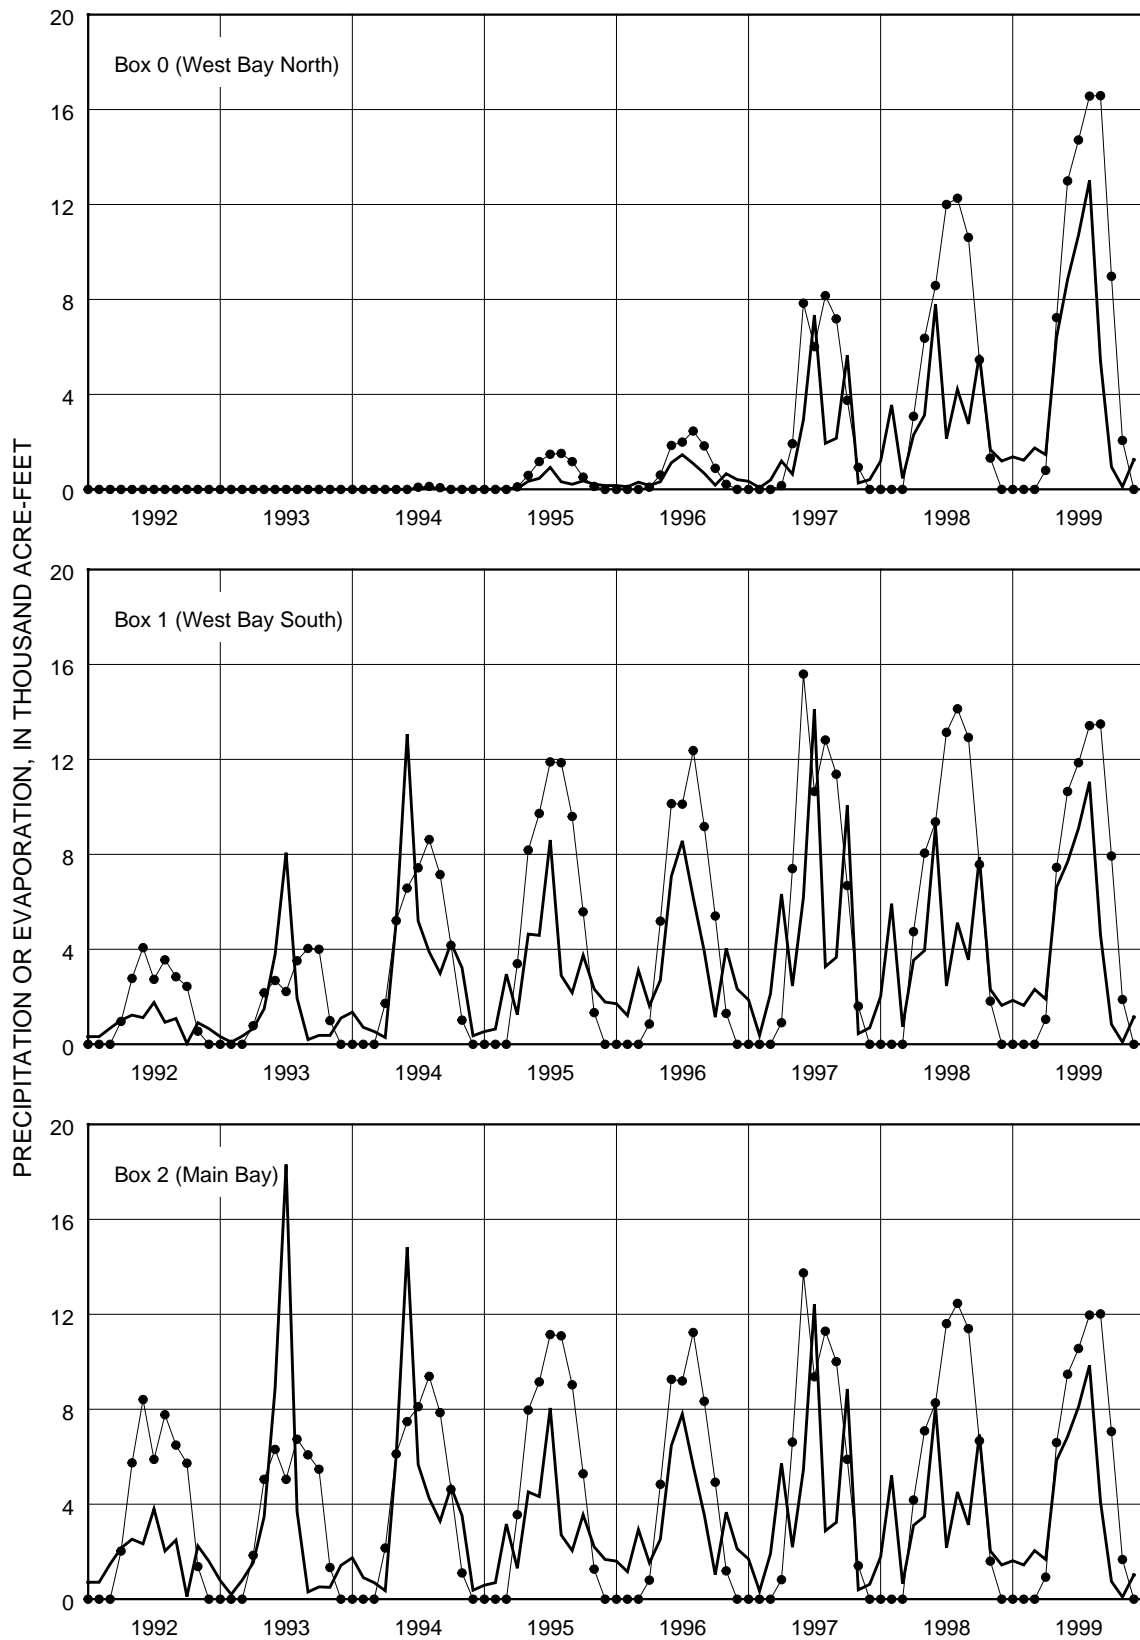 PRECIPITATION OR EVAPORATION, IN THOUSAND ACRE-FEET
20
Box 0 (West Bay North)
16
12
8
4
0
1992 1993 1994 1995 1996 1997 1998 1999
20
Box 1 (West Bay South)
16
12
8
4
0
1992 1993 1994 1995 1996 1997 1998 1999
20
Box 2 (Main Bay)
16
12
8
4
0
1992 1993 1994 1995 1996 1997 1998 1999